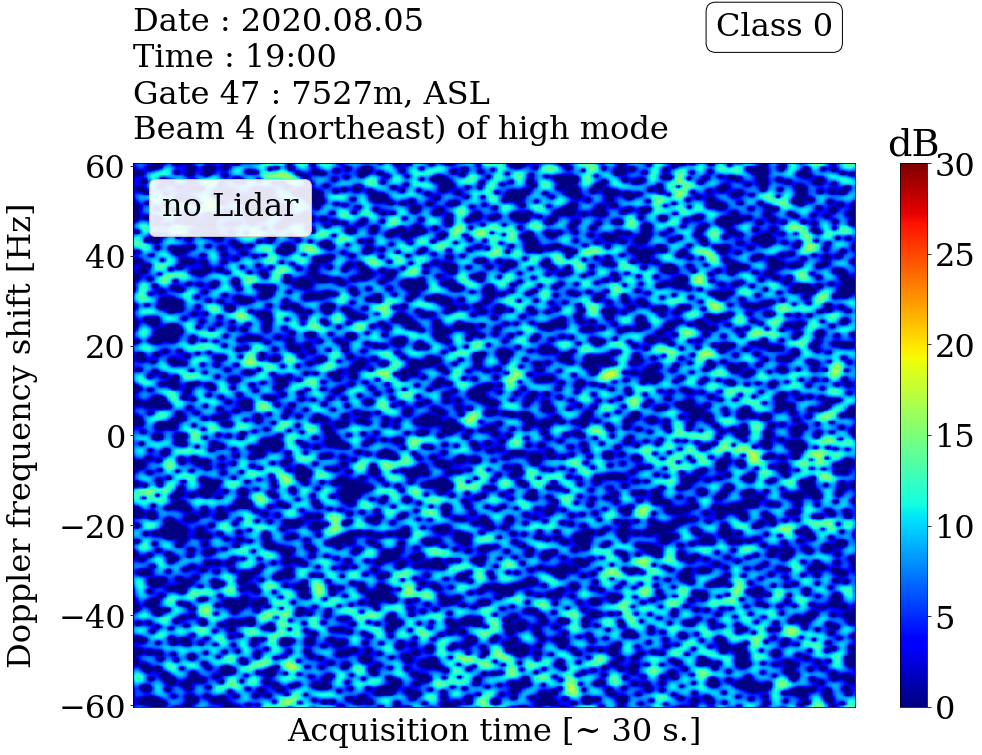 Date : 2020.08.05
Time : 19:00
Gate 47 : 7527m, ASL
Beam 4 (northeast) of high mode
Class 0
no Lidar
Doppler frequency shift [Hz]
60
40
20
0
−20
−40
−60
Acquisition time [~ 30 s.]
dB
30
25
20
15
10
5
0